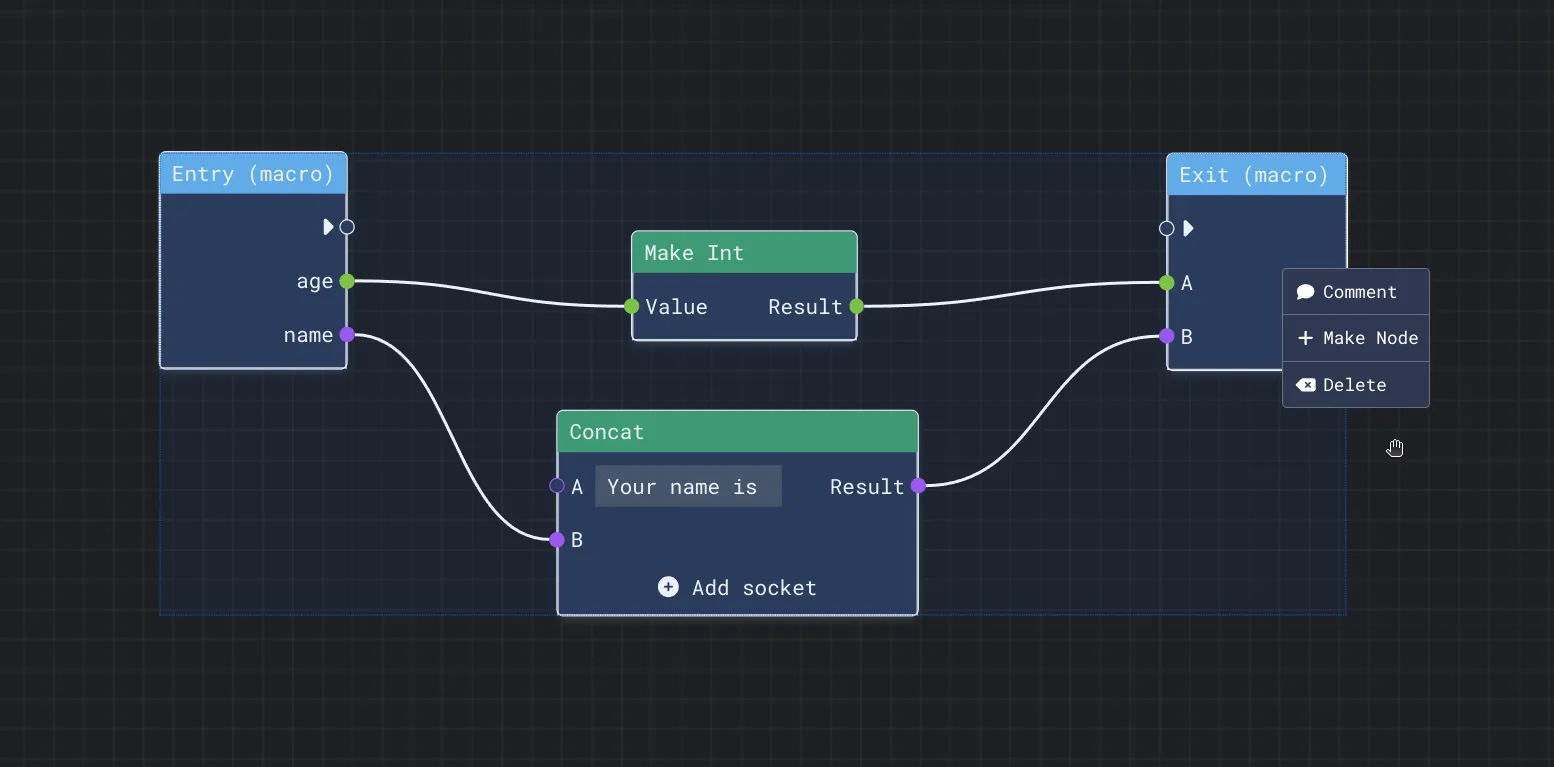 Entry (macro)
age
name
Make Int
Value Result
Concat
A Your name is Result
B
Add socket
Exit (macro)
A
B
Comment
Make Node
Delete